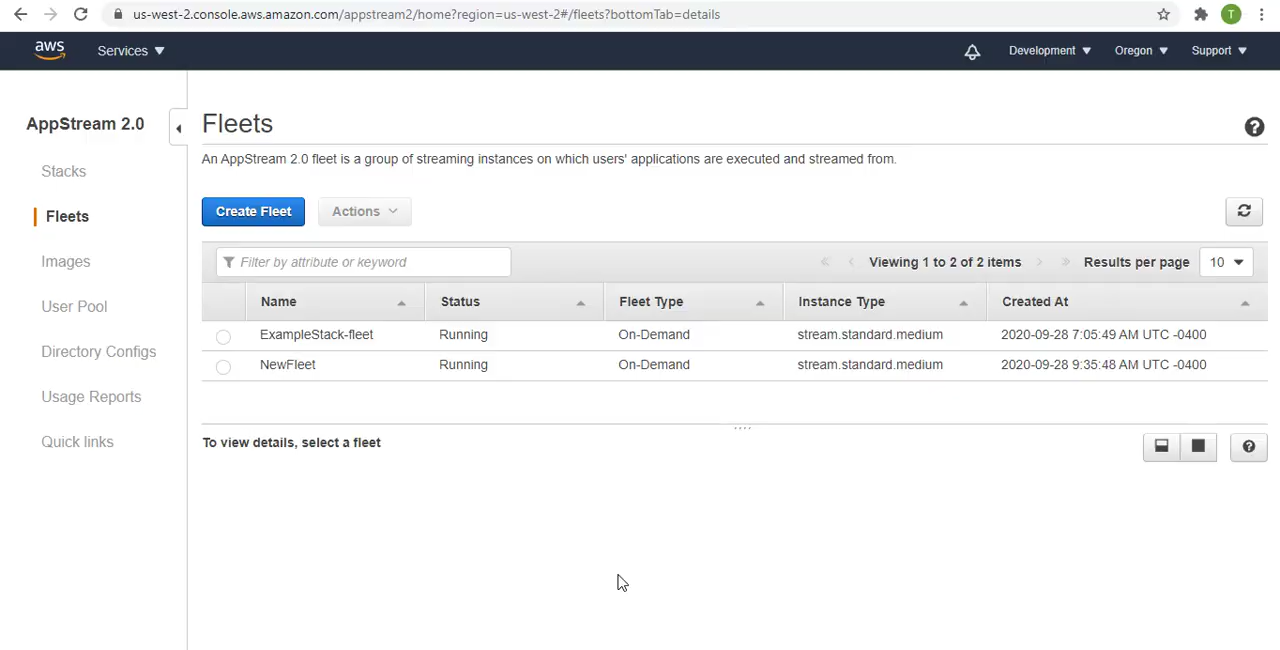 us-west-2.console.aws.amazon.com/appstream2/home?region=us-west-2#/fleets?bottomTab=details
T
aws Services Development Oregon Support
AppStream 2.0
Stacks
Fleets
Images
User Pool
Directory Configs
Usage Reports
Quick links
Fleets
An AppStream 2.0 fleet is a group of streaming instances on which users' applications are executed and streamed from.
Create Fleet Actions
Filter by attribute or keyword Viewing 1 to 2 of 2 items Results per page 10
Name Status Fleet Type Instance Type Created At
ExampleStack-fleet Running On-Demand stream.standard.medium 2020-09-28 7:05:49 AM UTC -0400
NewFleet Running On-Demand stream.standard.medium 2020-09-28 9:35:48 AM UTC -0400
To view details, select a fleet